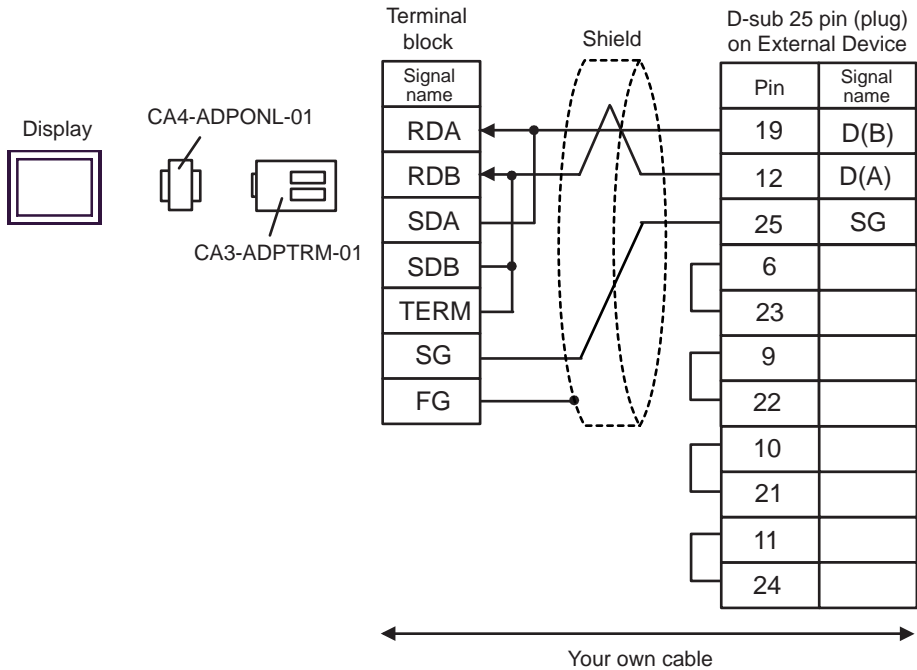 Display
CA4-ADPONL-01
CA3-ADPTRM-01
Terminal
block
Signal
name
RDA
RDB
SDA
SDB
TERM
SG
FG
Shield
D-sub 25 pin (plug)
on External Device
Pin Signal
name
19 D(B)
12 D(A)
25 SG
6
23
9
22
10
21
11
24
Your own cable